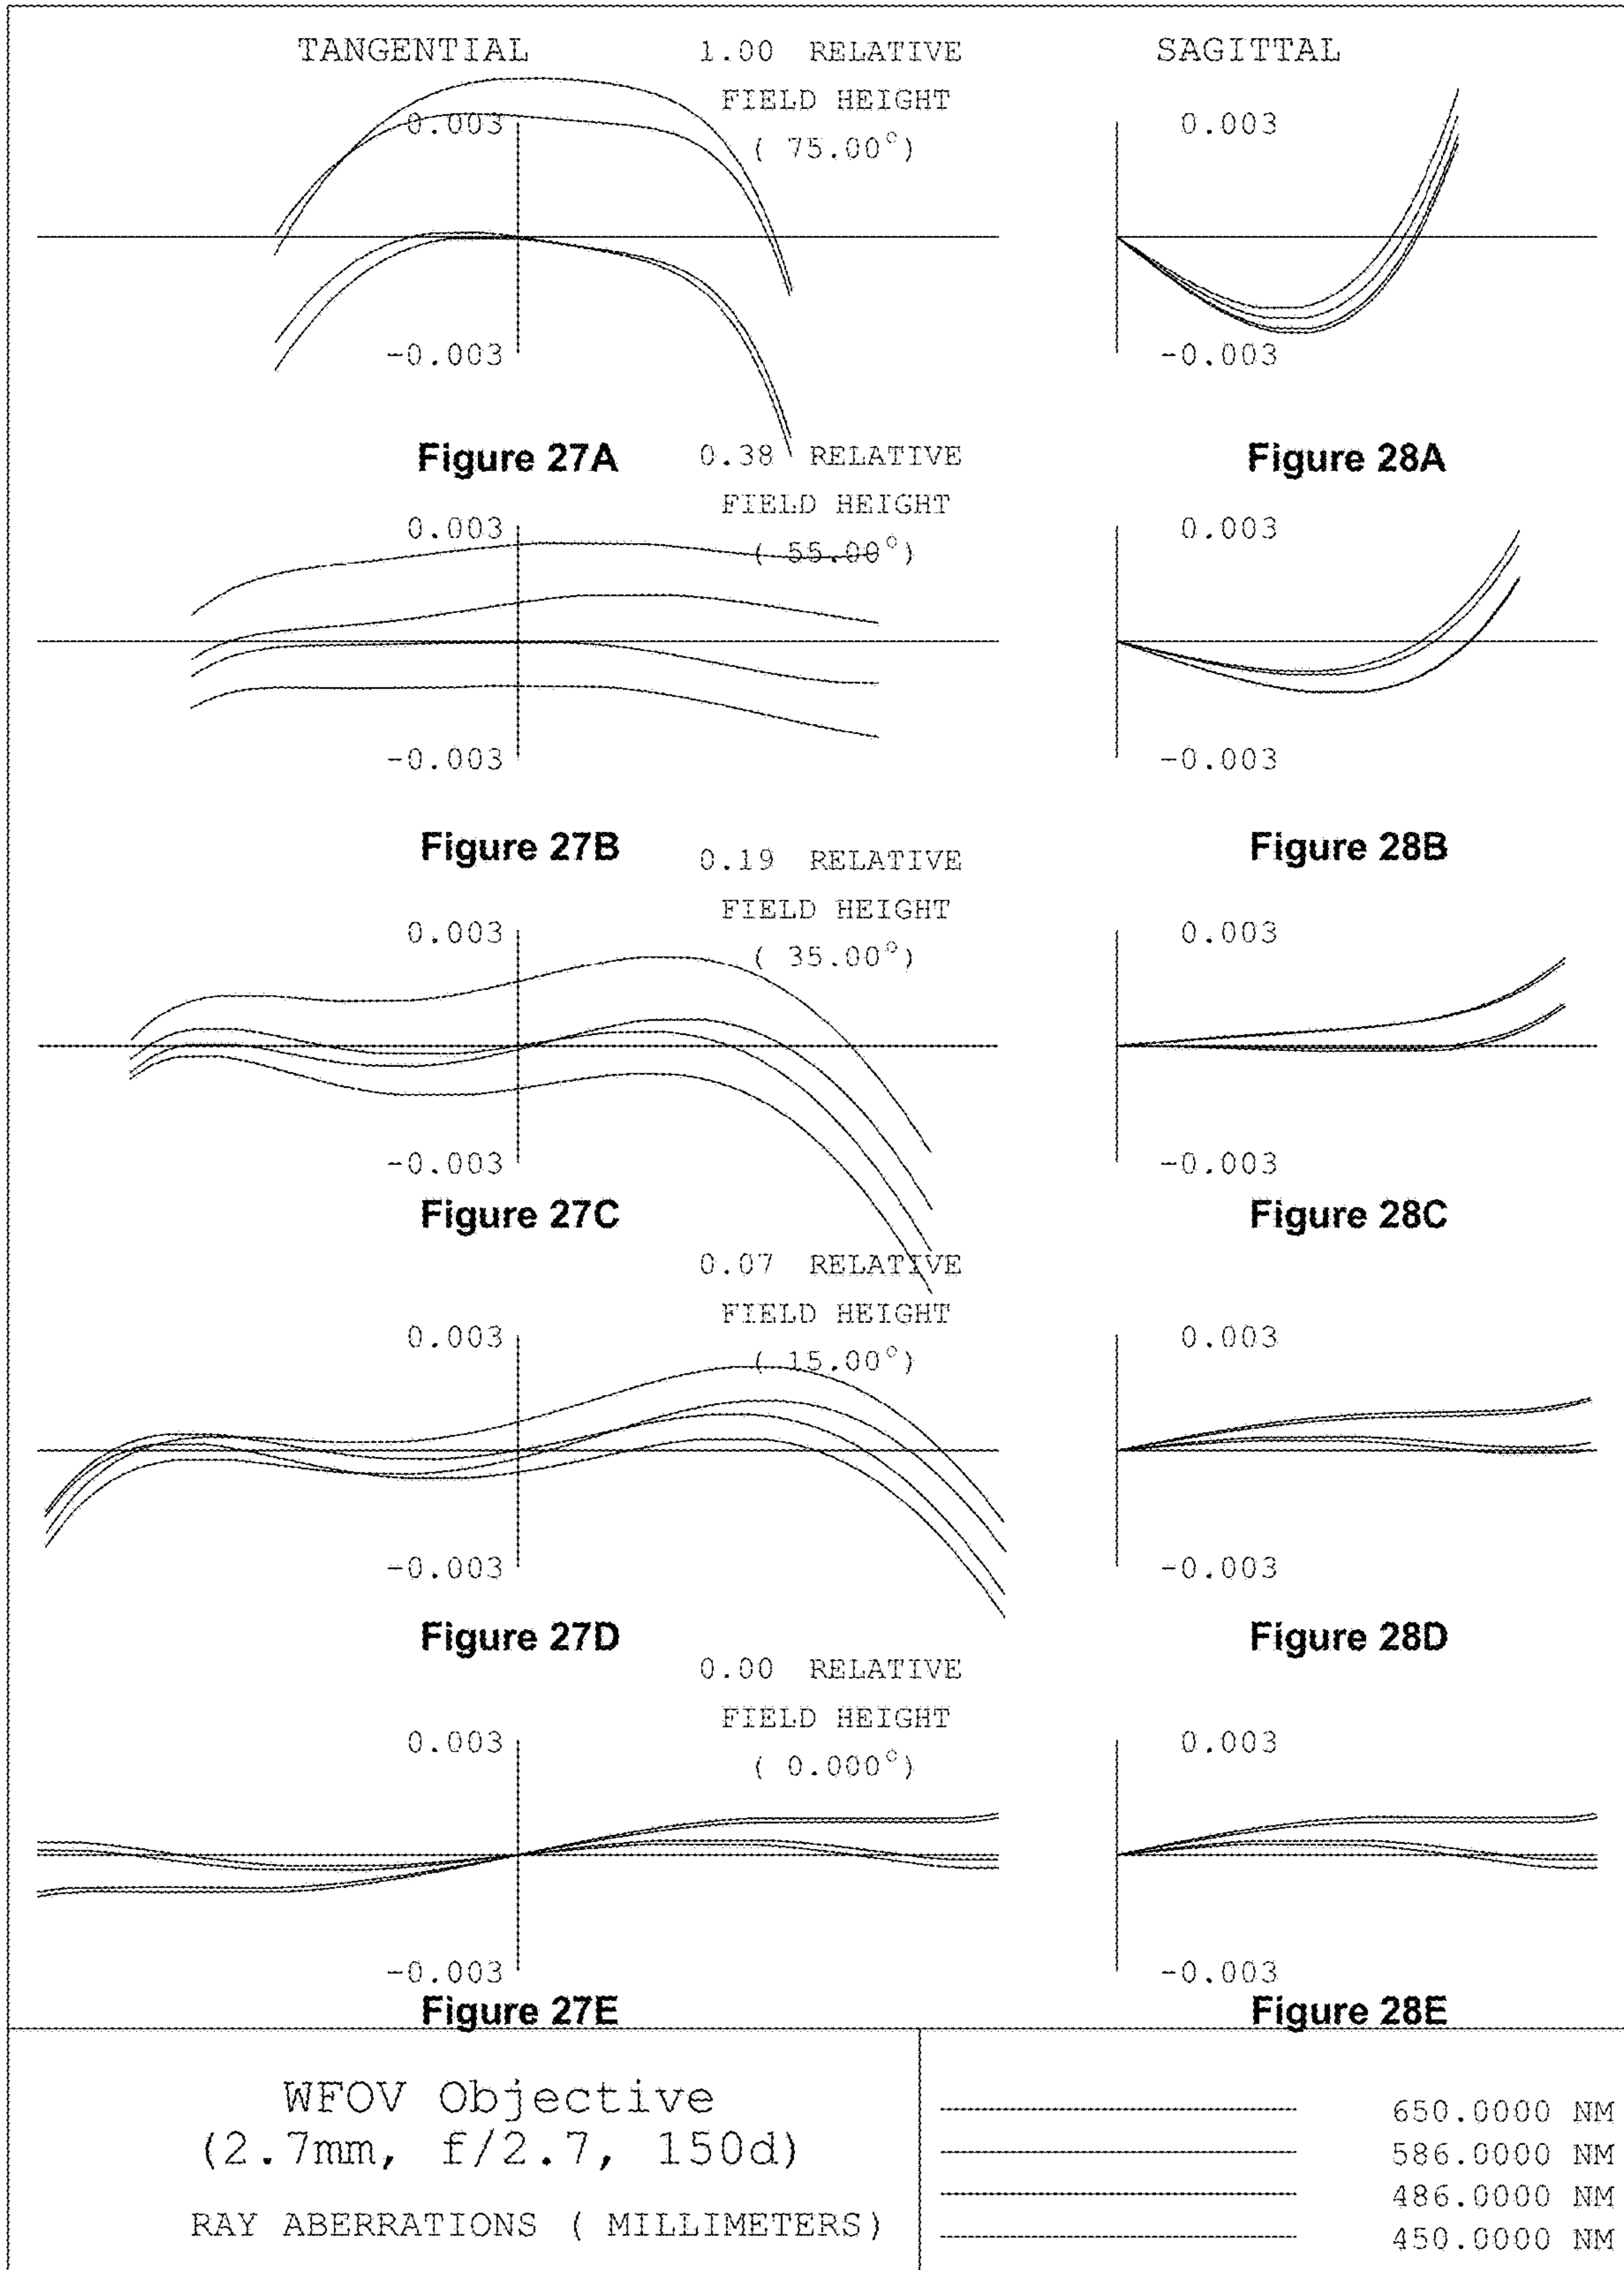 TANGENTIAL 1.00 RELATIVE SAGITTAL
FIELD HEIGHT
0.003 0.003
( 75.00°)
-0.003 -0.003
Figure 27A 0.38 RELATIVE Figure 28A
FIELD HEIGHT
0.003 0.003
( 55.00°)
-0.003 -0.003
Figure 27B Figure 28B
0.19 RELATIVE
FIELD HEIGHT
0.003 0.003
( 35.00°)
-0.003 -0.003
Figure 27C Figure 28C
0.07 RELATIVE
FIELD HEIGHT
0.003 0.003
( 15.00°)
-0.003 -0.003
Figure 27D Figure 28D
0.00 RELATIVE
FIELD HEIGHT
0.003 0.003
( 0.000°)
-0.003 -0.003
Figure 27E Figure 28E
WFOV Objective
(2.7mm, f/2.7, 150d)
RAY ABERRATIONS ( MILLIMETERS)
650.0000 NM
586.0000 NM
486.0000 NM
450.0000 NM